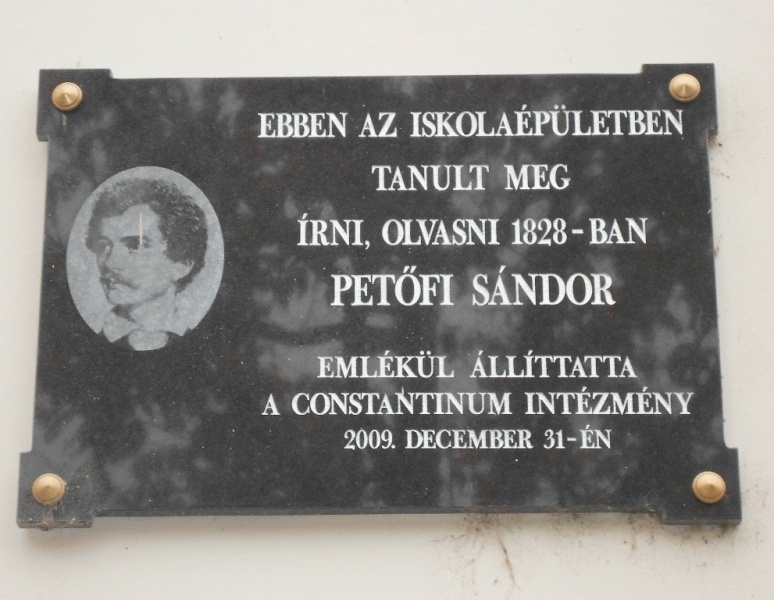 EBBEN AZ ISKOLAÉPÜLETBEN
TANULT MEG
ÍRNI, OLVASNI 1828-BAN
PETŐFI SÁNDOR
EMLÉKÜL ÁLLÍTTATTA
A CONSTANTINUM INTÉZMÉNY
2009. DECEMBER 31-ÉN